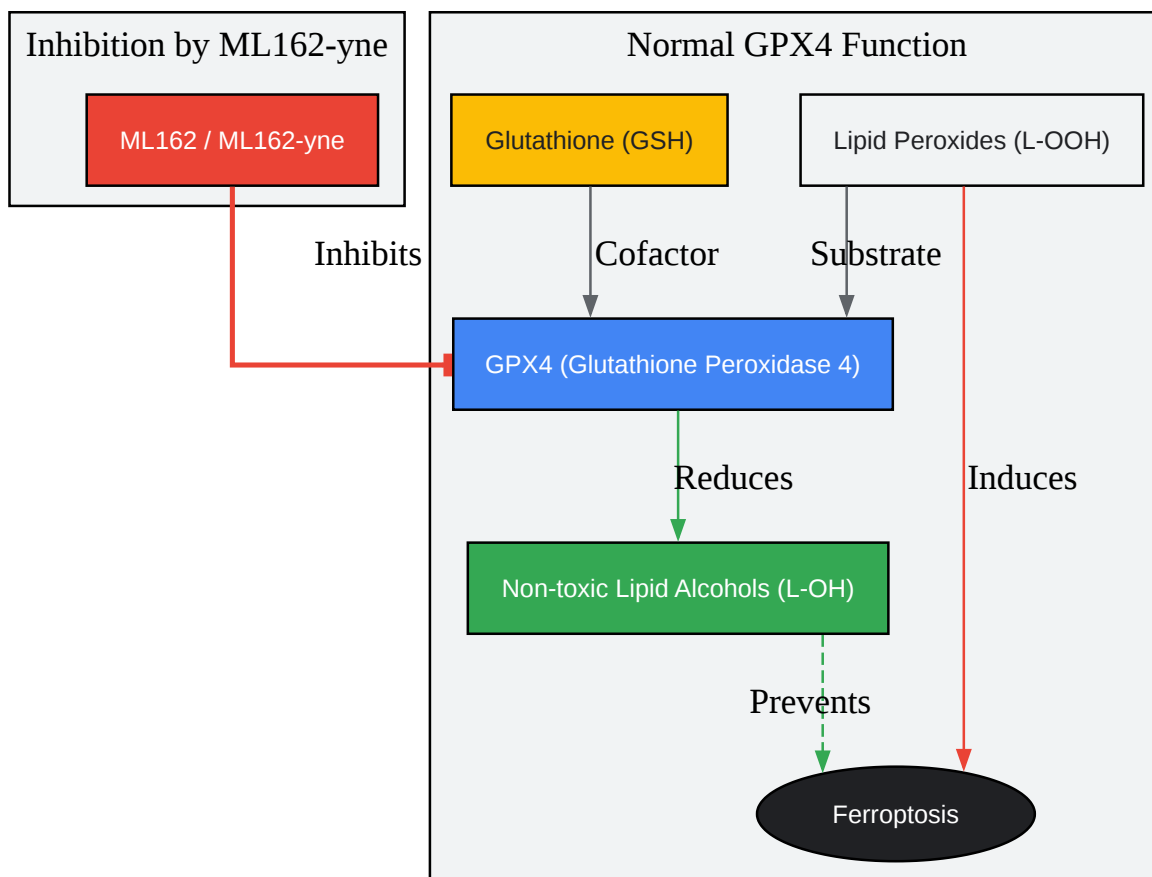 Inhibition by ML162-yne
Normal GPX4 Function
ML162 / ML162-yne
Glutathione (GSH)
Lipid Peroxides (L-OOH)
Inhibits
Cofactor
Substrate
GPX4 (Glutathione Peroxidase 4)
Reduces
Induces
Non-toxic Lipid Alcohols (L-OH)
Prevents
Ferroptosis